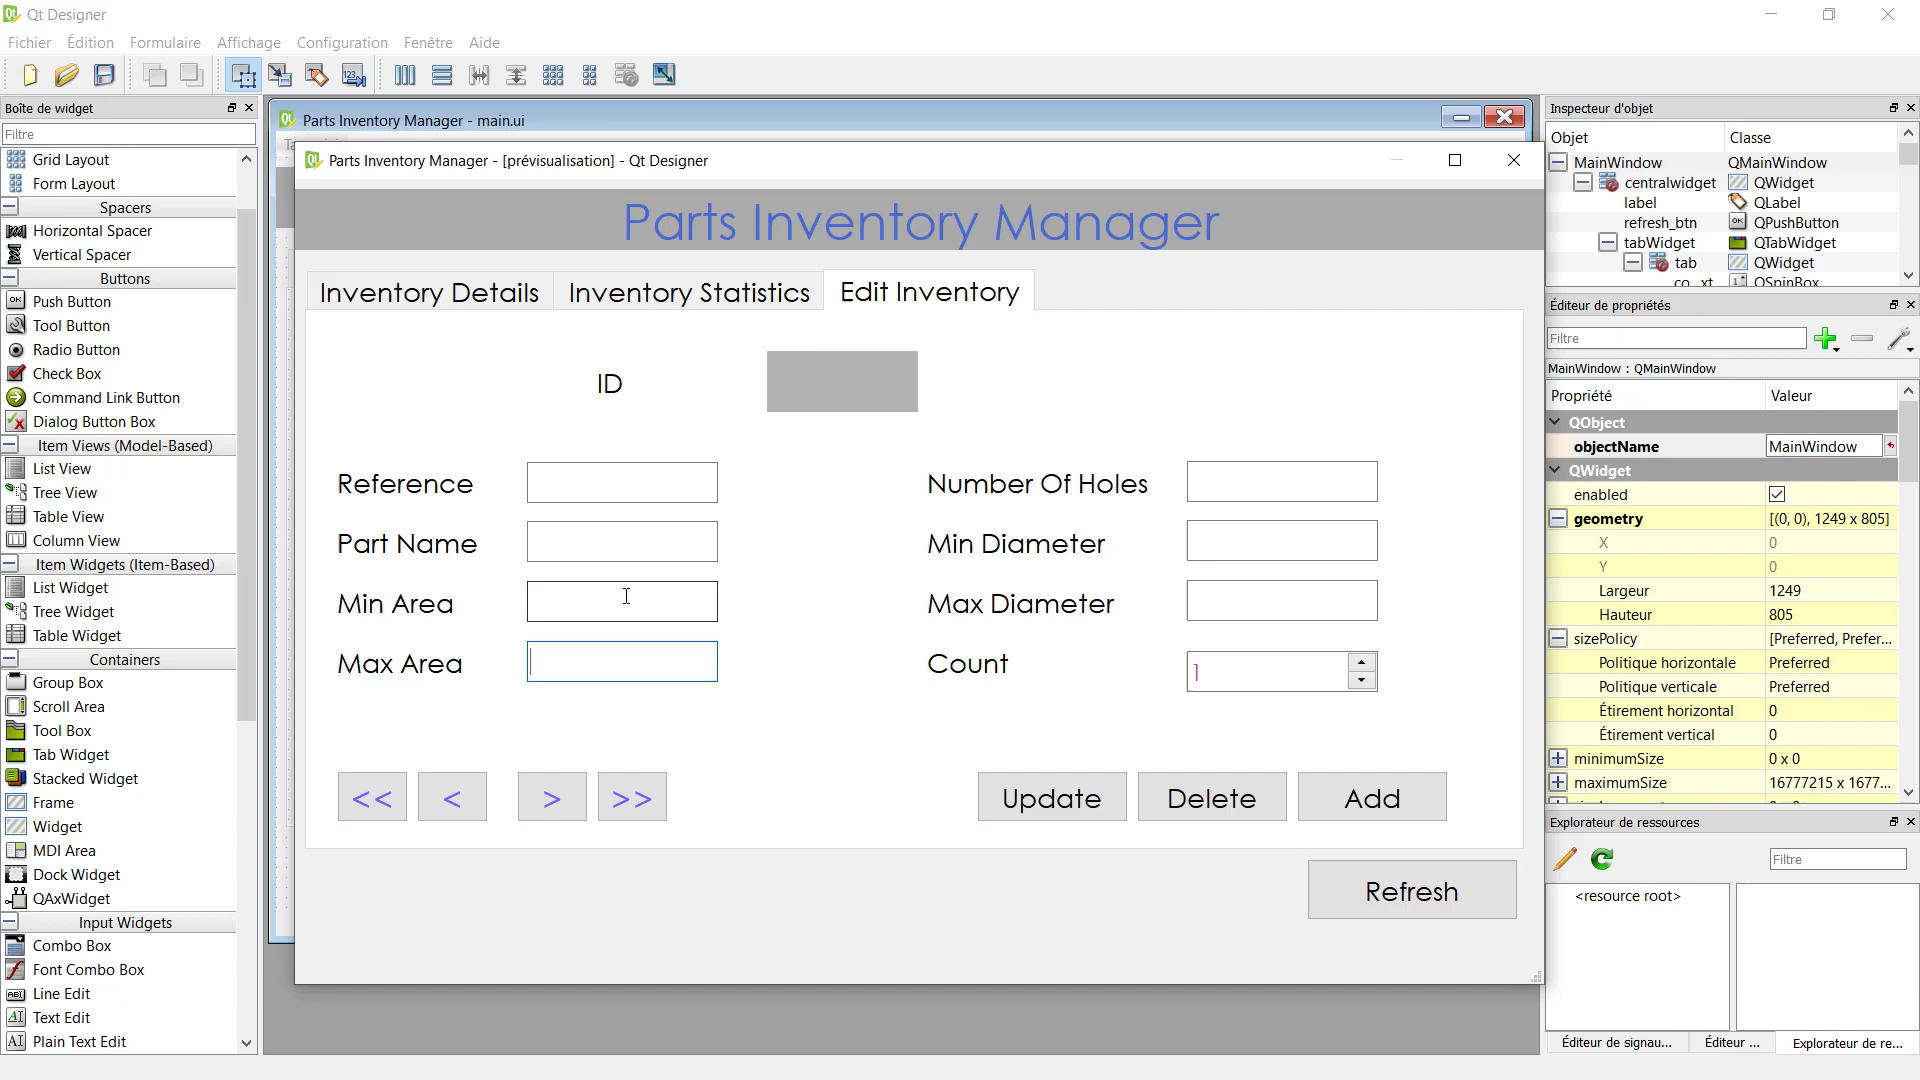 Qt Designer
Fichier Édition Formulaire Affichage Configuration Fenêtre Aide
Boîte de widget
Filtre
Grid Layout
Form Layout
Spacers
Horizontal Spacer
Vertical Spacer
Buttons
Push Button
Tool Button
Radio Button
Check Box
Command Link Button
Dialog Button Box
Item Views (Model-Based)
List View
Tree View
Table View
Column View
Item Widgets (Item-Based)
List Widget
Tree Widget
Table Widget
Containers
Group Box
Scroll Area
Tool Box
Tab Widget
Stacked Widget
Frame
Widget
MDI Area
Dock Widget
QAxWidget
Input Widgets
Combo Box
Font Combo Box
Line Edit
Text Edit
Plain Text Edit
Parts Inventory Manager - main.ui
Parts Inventory Manager - [prévisualisation] - Qt Designer
Parts Inventory Manager
Inventory Details Inventory Statistics Edit Inventory
ID
Reference Number Of Holes
Part Name Min Diameter
Min Area Max Diameter
Max Area Count 1
<< < > >> Update Delete Add
Refresh
Inspecteur d'objet
Objet Classe
MainWindow QMainWindow
centralwidget QWidget
label QLabel
refresh_btn QPushButton
tabWidget QTabWidget
tab QWidget
QSpinBox
Éditeur de propriétés
Filtre
MainWindow : QMainWindow
Propriété Valeur
QObject
objectName MainWindow
QWidget
enabled
geometry [(0, 0), 1249 x 805]
X 0
Y 0
Largeur 1249
Hauteur 805
sizePolicy [Preferred, Prefer...
Politique horizontale Preferred
Politique verticale Preferred
Étirement horizontal 0
Étirement vertical 0
minimumSize 0 x 0
maximumSize 16777215 x 1677...
Explorateur de ressources
Filtre
<resource root>
Éditeur de signau... Éditeur ... Explorateur de re...